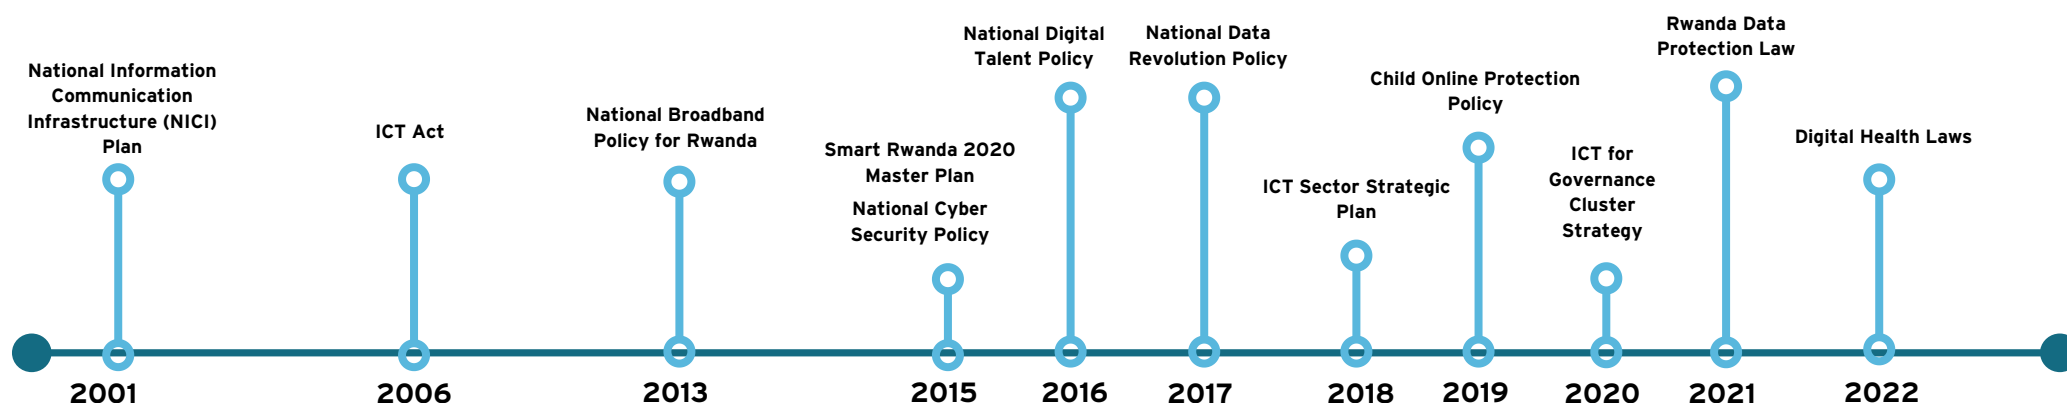 National Information
Communication
Infrastructure (NICI)
Plan
ICT Act
National Broadband
Policy for Rwanda
Smart Rwanda 2020
Master Plan
National Cyber
Security Policy
National Digital
Talent Policy
National Data
Revolution Policy
ICT Sector Strategic
Plan
Child Online Protection
Policy
ICT for
Governance
Cluster
Strategy
Rwanda Data
Protection Law
Digital Health Laws
2001
2006
2013
2015
2016
2017
2018
2019
2020
2021
2022